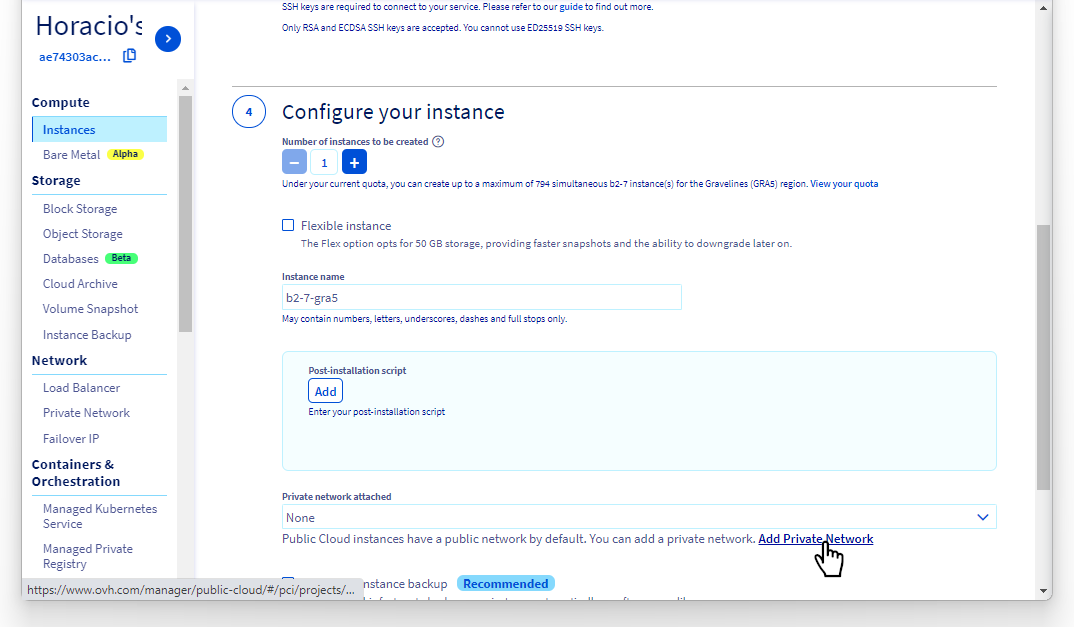 SSH keys are required to connect to your service. Please refer to our guide to find out more.
Only RSA and ECDSA SSH keys are accepted. You cannot use ED25519 SSH keys.
Horacio's
ae74303ac...
Compute
Instances
Bare Metal Alpha
Storage
Block Storage
Object Storage
Databases Beta
Cloud Archive
Volume Snapshot
Instance Backup
Network
Load Balancer
Private Network
Failover IP
Containers &
Orchestration
Managed Kubernetes
Service
Managed Private
Registry
4 Configure your instance
Number of instances to be created ?
− 1 +
Under your current quota, you can create up to a maximum of 794 simultaneous b2-7 instance(s) for the Gravelines (GRA5) region. View your quota
Flexible instance
The Flex option opts for 50 GB storage, providing faster snapshots and the ability to downgrade later on.
Instance name
b2-7-gra5
May contain numbers, letters, underscores, dashes and full stops only.
Post-installation script
Add
Enter your post-installation script
Private network attached
None
Public Cloud instances have a public network by default. You can add a private network. Add Private Network
instance backup Recommended
https://www.ovh.com/manager/public-cloud/#/pci/projects/...